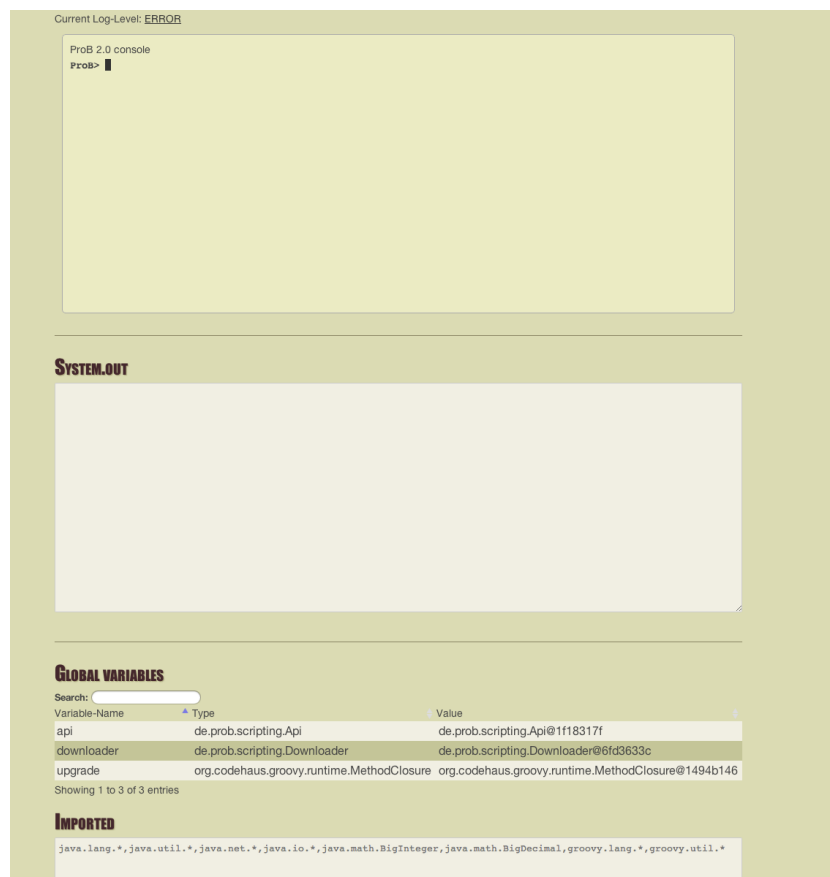 Current Log-Level: ERROR
ProB 2.0 console
ProB>
System.out
Global variables
Search:
Variable-Name Type Value
api de.prob.scripting.Api de.prob.scripting.Api@1f18317f
downloader de.prob.scripting.Downloader de.prob.scripting.Downloader@6fd3633c
upgrade org.codehaus.groovy.runtime.MethodClosure org.codehaus.groovy.runtime.MethodClosure@1494b146
Showing 1 to 3 of 3 entries
Imported
java.lang.*,java.util.*,java.net.*,java.io.*,java.math.BigInteger,java.math.BigDecimal,groovy.lang.*,groovy.util.*